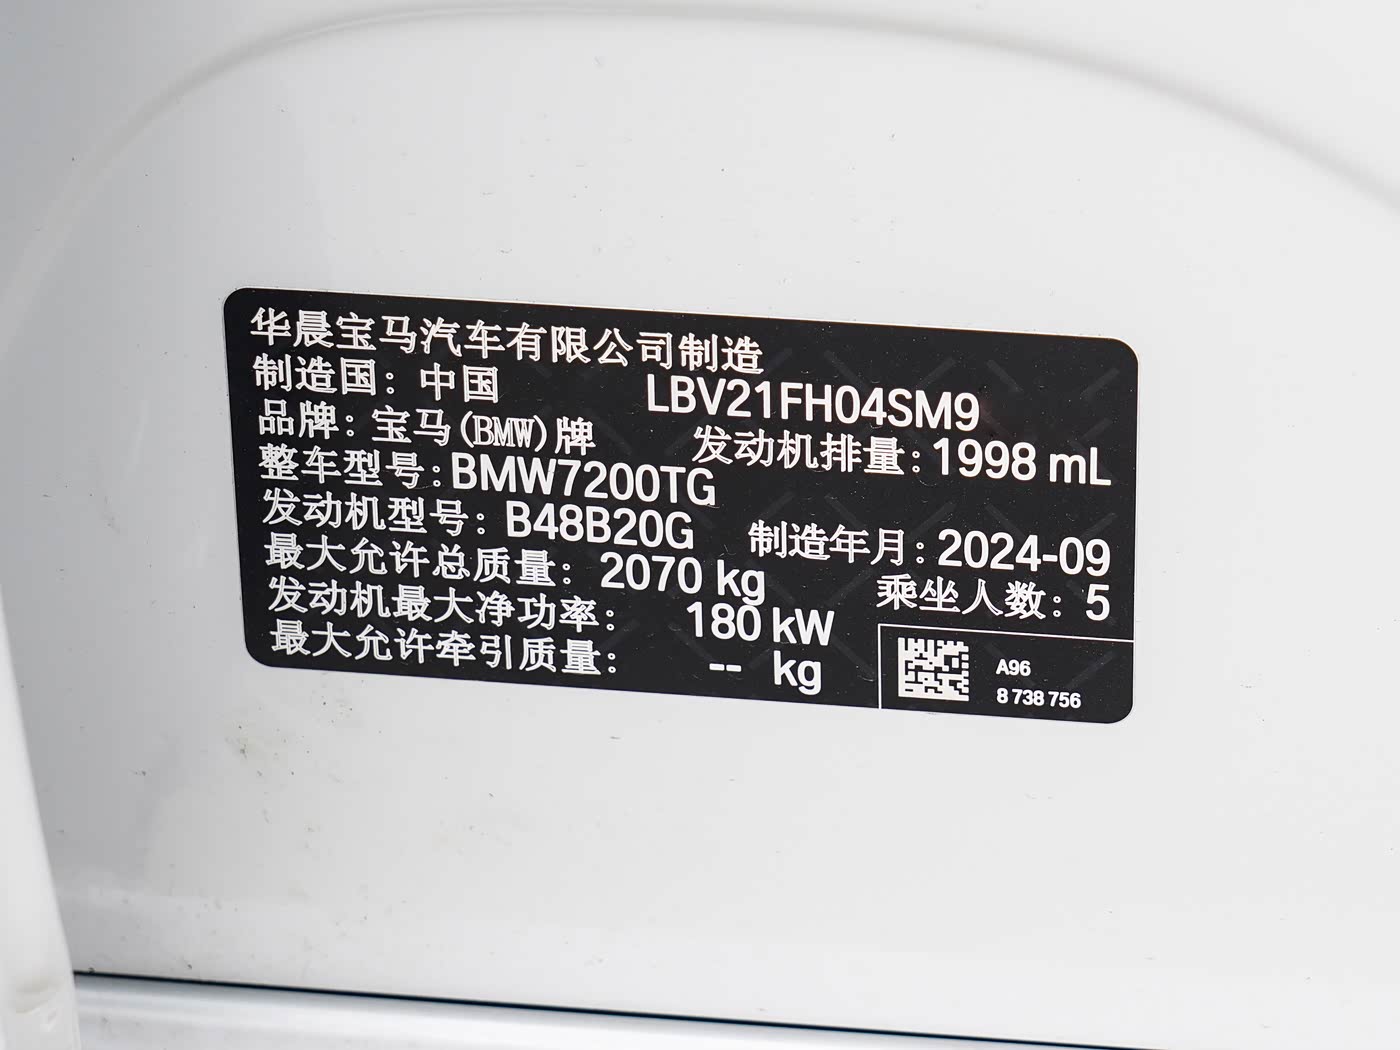 华晨宝马汽车有限公司制造
制造国：中国 LBV21FH04SM9
品牌：宝马(BMW)牌 发动机排量：1998 mL
整车型号：BMW7200TG
发动机型号：B48B20G 制造年月：2024-09
最大允许总质量：2070 kg 乘坐人数：5
发动机最大净功率：180 kW
最大允许牵引质量：-- kg
A96
8 738 756